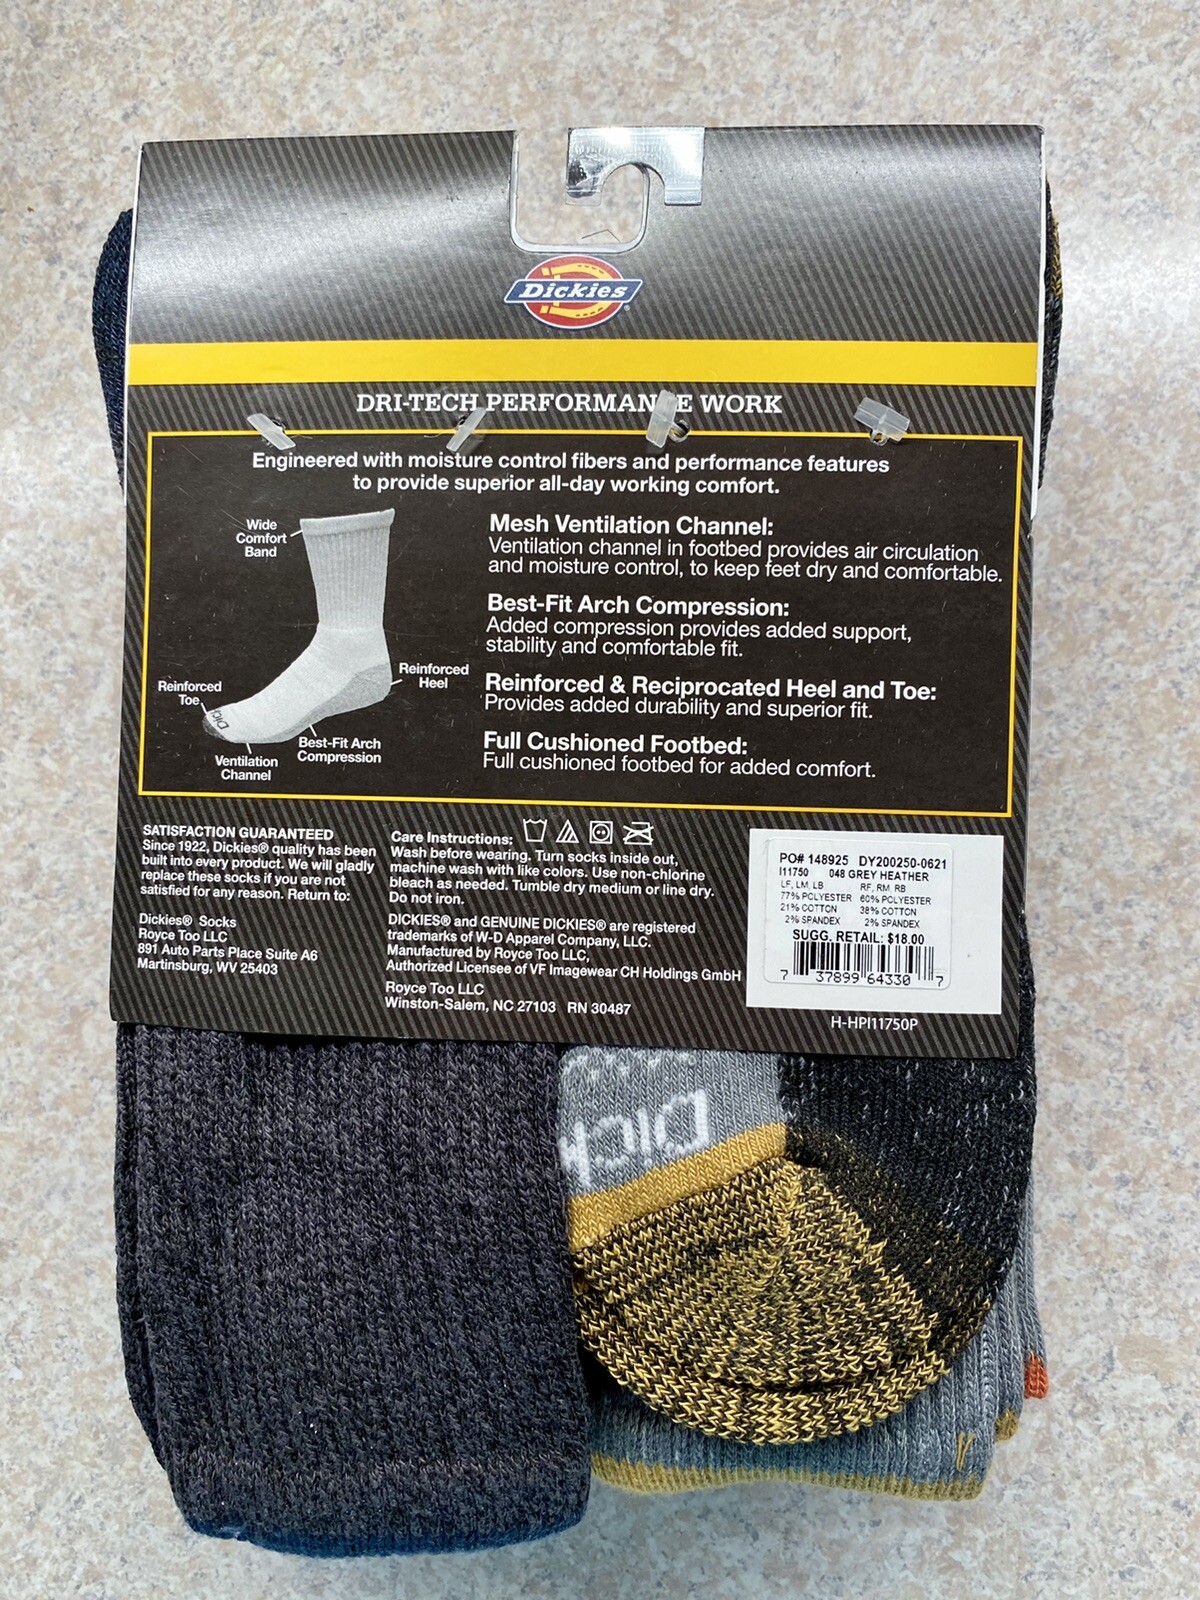 Dickies
DRI-TECH PERFORMANCE WORK
Engineered with moisture control fibers and performance features
to provide superior all-day working comfort.
Wide
Comfort
Band
Reinforced
Heel
Reinforced
Toe
Dic
Best-Fit Arch
Compression
Ventilation
Channel
Mesh Ventilation Channel:
Ventilation channel in footbed provides air circulation
and moisture control, to keep feet dry and comfortable.
Best-Fit Arch Compression:
Added compression provides added support,
stability and comfortable fit.
Reinforced & Reciprocated Heel and Toe:
Provides added durability and superior fit.
Full Cushioned Footbed:
Full cushioned footbed for added comfort.
SATISFACTION GUARANTEED
Since 1922, Dickies® quality has been
built into every product. We will gladly
replace these socks if you are not
satisfied for any reason. Return to:
Dickies® Socks
Royce Too LLC
891 Auto Parts Place Suite A6
Martinsburg, WV 25403
Care Instructions:
Wash before wearing. Turn socks inside out,
machine wash with like colors. Use non-chlorine
bleach as needed. Tumble dry medium or line dry.
Do not iron.
DICKIES® and GENUINE DICKIES® are registered
trademarks of W-D Apparel Company, LLC.
Manufactured by Royce Too LLC,
Authorized Licensee of VF Imagewear CH Holdings GmbH
Royce Too LLC
Winston-Salem, NC 27103 RN 30487
PO# 148925 DY200250-0621
I11750 048 GREY HEATHER
LF, LM, LB RF, RM, RB
77% POLYESTER 60% POLYESTER
21% COTTON 38% COTTON
2% SPANDEX 2% SPANDEX
SUGG. RETAIL: $18.00
7 37899 64330 7
H-HPI11750P
Dick